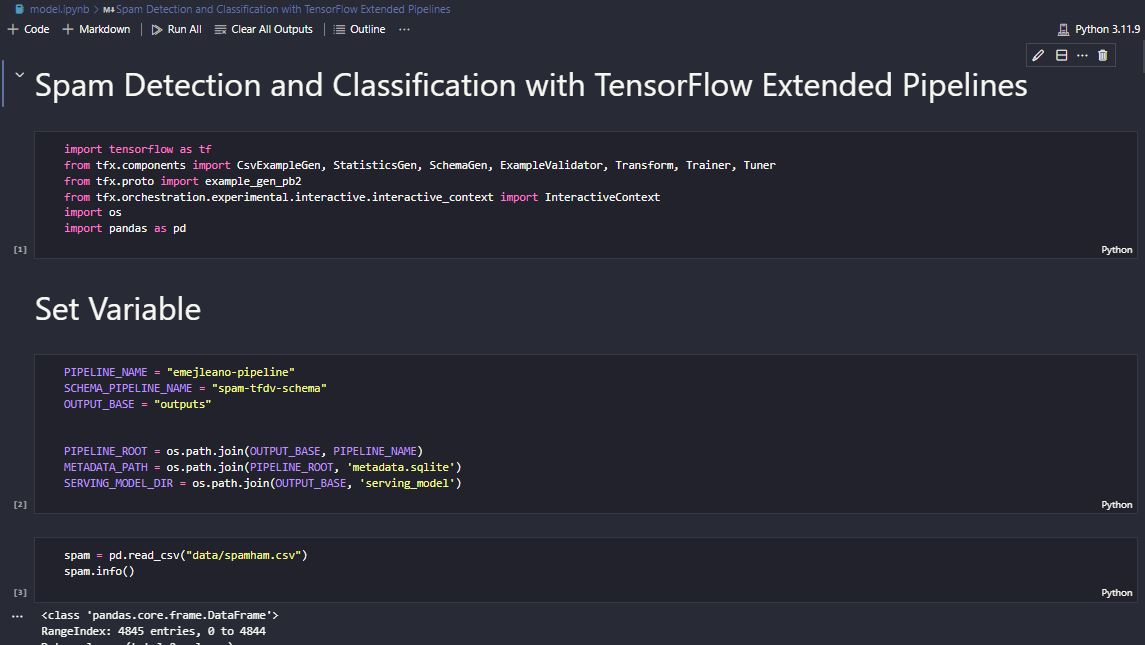 model.ipynb > M↓ Spam Detection and Classification with TensorFlow Extended Pipelines
+ Code + Markdown | Run All Clear All Outputs | Outline ... Python 3.11.9
Spam Detection and Classification with TensorFlow Extended Pipelines
import tensorflow as tf
from tfx.components import CsvExampleGen, StatisticsGen, SchemaGen, ExampleValidator, Transform, Trainer, Tuner
from tfx.proto import example_gen_pb2
from tfx.orchestration.experimental.interactive.interactive_context import InteractiveContext
import os
import pandas as pd
[1] Python
Set Variable
PIPELINE_NAME = "emejleano-pipeline"
SCHEMA_PIPELINE_NAME = "spam-tfdv-schema"
OUTPUT_BASE = "outputs"
PIPELINE_ROOT = os.path.join(OUTPUT_BASE, PIPELINE_NAME)
METADATA_PATH = os.path.join(PIPELINE_ROOT, 'metadata.sqlite')
SERVING_MODEL_DIR = os.path.join(OUTPUT_BASE, 'serving_model')
[2] Python
spam = pd.read_csv("data/spamham.csv")
spam.info()
[3] Python
... <class 'pandas.core.frame.DataFrame'>
RangeIndex: 4845 entries, 0 to 4844